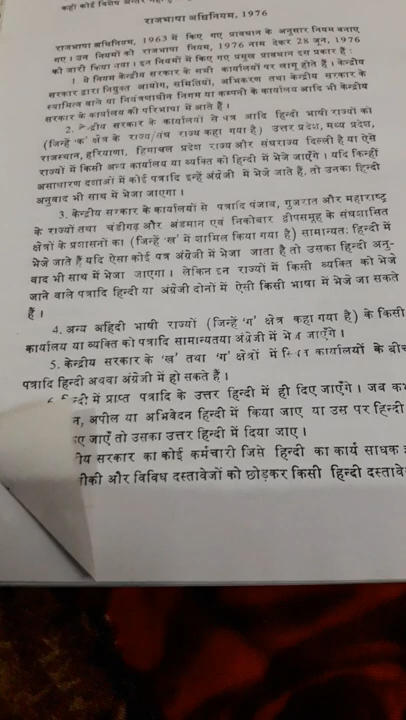 कहीं कोई विशेष अन्तर नहीं
राजभाषा अधिनियम, 1976
राजभाषा अधिनियम, 1963 में किए गए प्रावधान के अनुसार नियम बनाए
गए। उन नियमों को राजभाषा नियम, 1976 नाम देकर 28 जून, 1976
को जारी किया गया। इन नियमों में किए गए प्रमुख प्रावधान इस प्रकार हैं :
1. ये नियम केन्द्रीय सरकार के सभी कार्यालयों पर लागू होते हैं। केन्द्रीय
सरकार द्वारा नियुक्त आयोग, समितियों, अभिकरण तथा केन्द्रीय सरकार के
स्वामित्व वाले या नियंत्रणाधीन निगम या कम्पनी के कार्यालय आदि भी केन्द्रीय
सरकार के कार्यालय की परिभाषा में आते हैं।
2. केन्द्रीय सरकार के कार्यालयों से पत्र आदि हिन्दी भाषी राज्यों को
(जिन्हें 'क' क्षेत्र के राज्य/संघ राज्य कहा गया है) उत्तर प्रदेश, मध्य प्रदेश,
राजस्थान, हरियाणा, हिमाचल प्रदेश राज्य और संघराज्य दिल्ली है या ऐसे
राज्यों में किसी अन्य कार्यालय या व्यक्ति को हिन्दी में भेजे जाएँगे। यदि किन्हीं
असाधारण दशाओं में कोई पत्रादि इन्हें अंग्रेजी में भेजे जाते हैं, तो उनका हिन्दी
अनुवाद भी साथ में भेजा जाएगा।
3. केन्द्रीय सरकार के कार्यालयों से पत्रादि पंजाब, गुजरात और महाराष्ट्र
के राज्यों तथा चंडीगढ़ और अंडमान एवं निकोबार द्वीपसमूह के संघशासित
क्षेत्रों के प्रशासनों का (जिन्हें 'ख' में शामिल किया गया है) सामान्यत: हिन्दी में
भेजे जाते हैं यदि ऐसा कोई पत्र अंग्रेजी में भेजा जाता है तो उसका हिन्दी अनु-
वाद भी साथ में भेजा जाएगा। लेकिन इन राज्यों में किसी व्यक्ति को भेजे
जाने वाले पत्रादि हिन्दी या अंग्रेजी दोनों में ऐसी किसी भाषा में भेजे जा सकते
हैं।
4. अन्य अहिंदी भाषी राज्यों (जिन्हें 'ग' क्षेत्र कहा गया है) के किसी
कार्यालय या व्यक्ति को पत्रादि सामान्यतया अंग्रेजी में भेजे जाएंगे।
5. केन्द्रीय सरकार के 'ख' तथा 'ग' क्षेत्रों में स्थित कार्यालयों के बीच
पत्रादि हिन्दी अथवा अंग्रेजी में हो सकते हैं।
हिन्दी में प्राप्त पत्रादि के उत्तर हिन्दी में ही दिए जाएँगे। जब कभ
न, अपील या अभिवेदन हिन्दी में किया जाए या उस पर हिन्दी
ए जाएँ तो उसका उत्तर हिन्दी में दिया जाए।
ीय सरकार का कोई कर्मचारी जिसे हिन्दी का कार्य साधक
ीकी और विविध दस्तावेजों को छोड़कर किसी हिन्दी दस्तावे